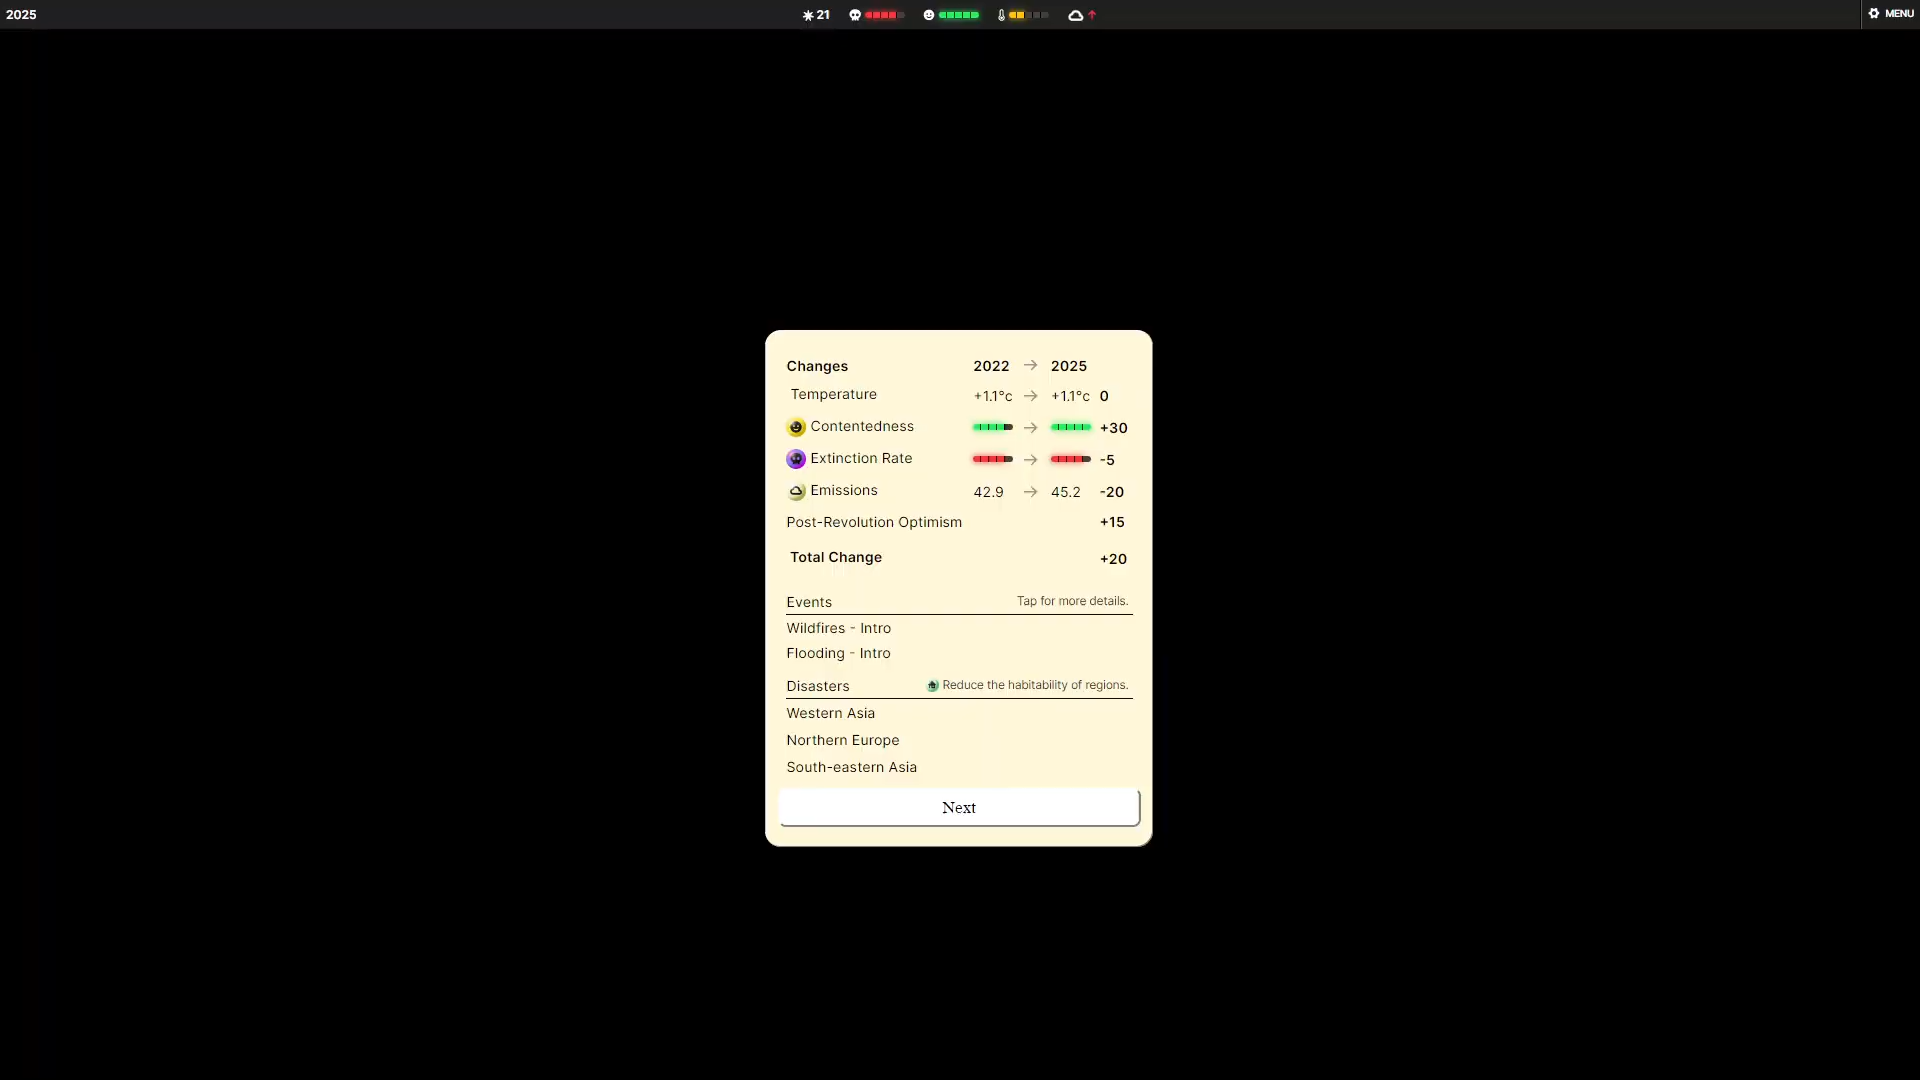 2025
21
MENU
Changes 2022 → 2025
Temperature +1.1°c → +1.1°c 0
Contentedness → +30
Extinction Rate → -5
Emissions 42.9 → 45.2 -20
Post-Revolution Optimism +15
Total Change +20
Events Tap for more details.
Wildfires - Intro
Flooding - Intro
Disasters Reduce the habitability of regions.
Western Asia
Northern Europe
South-eastern Asia
Next